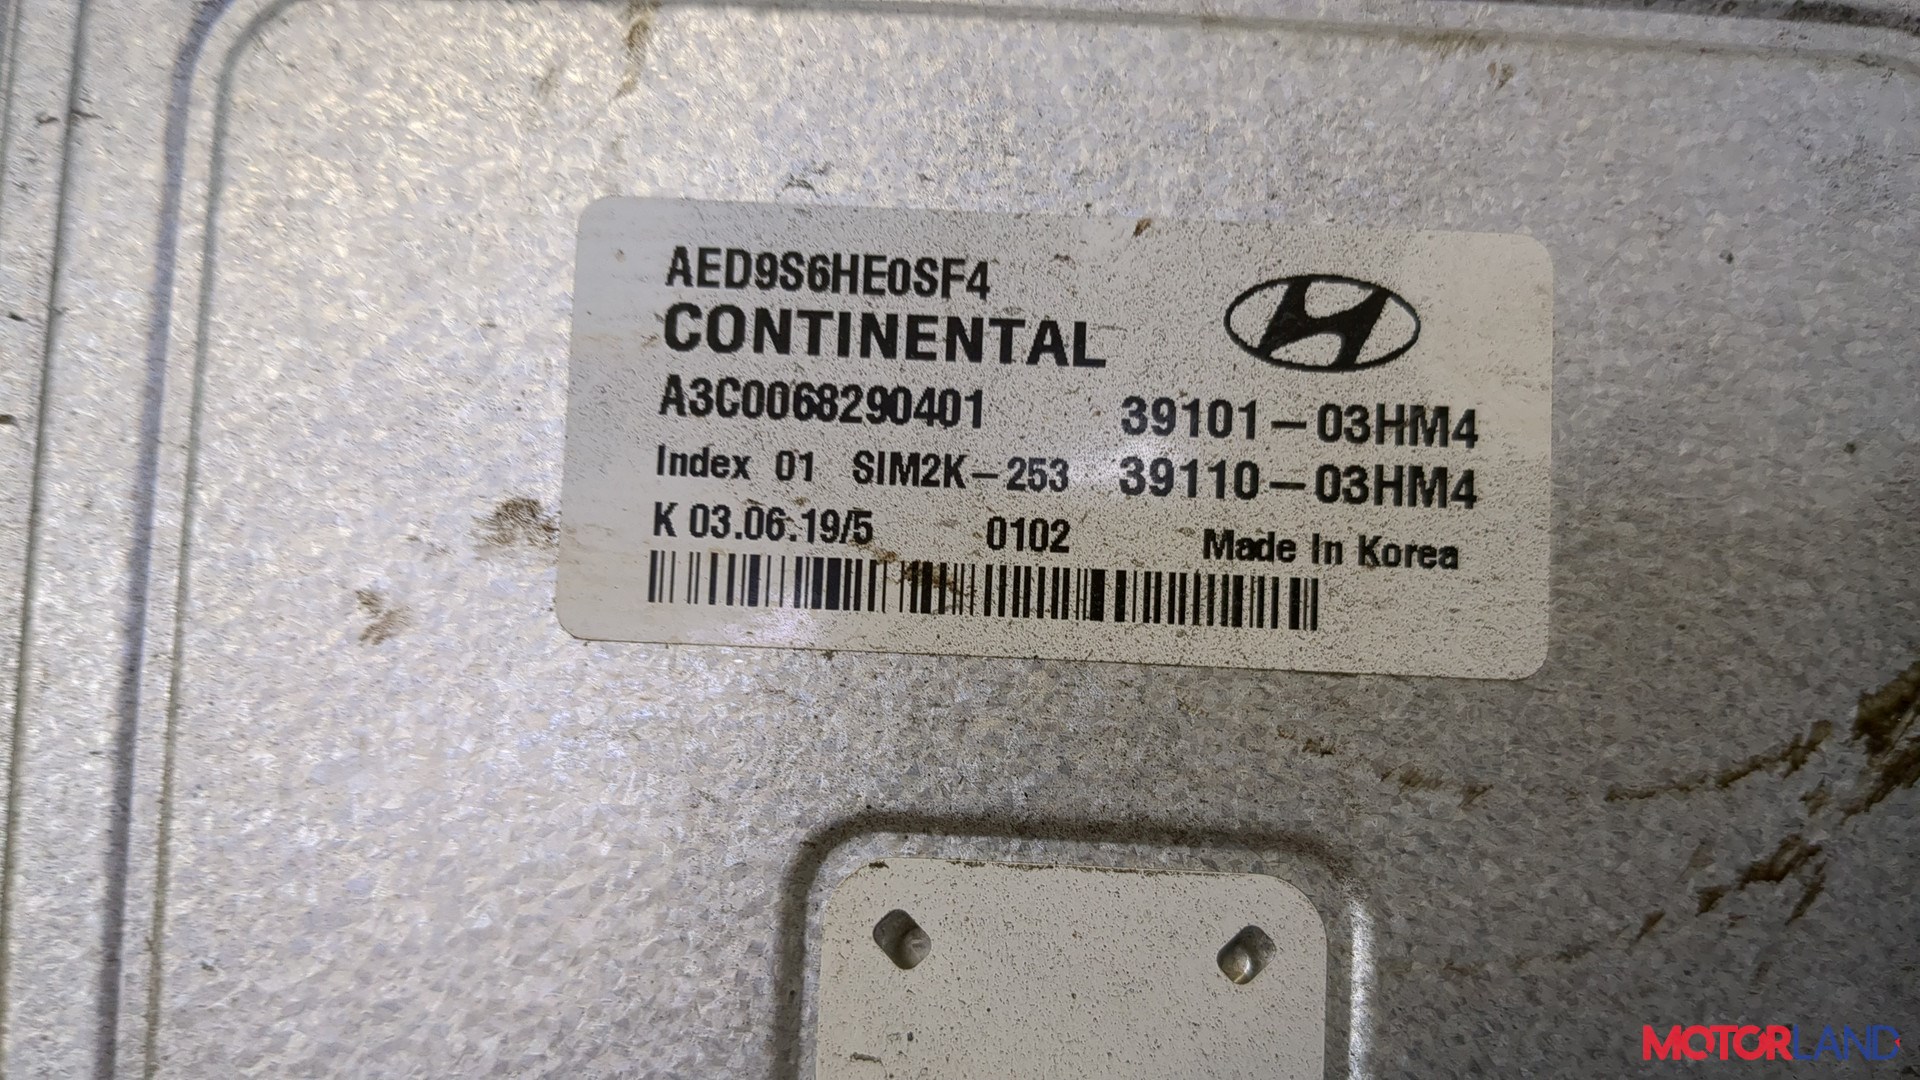 AED9S6HE0SF4
CONTINENTAL
A3C0068290401 39101-03HM4
Index 01 SIM2K-253 39110-03HM4
K 03.06.19/5 0102 Made In Korea
MOTORLAND